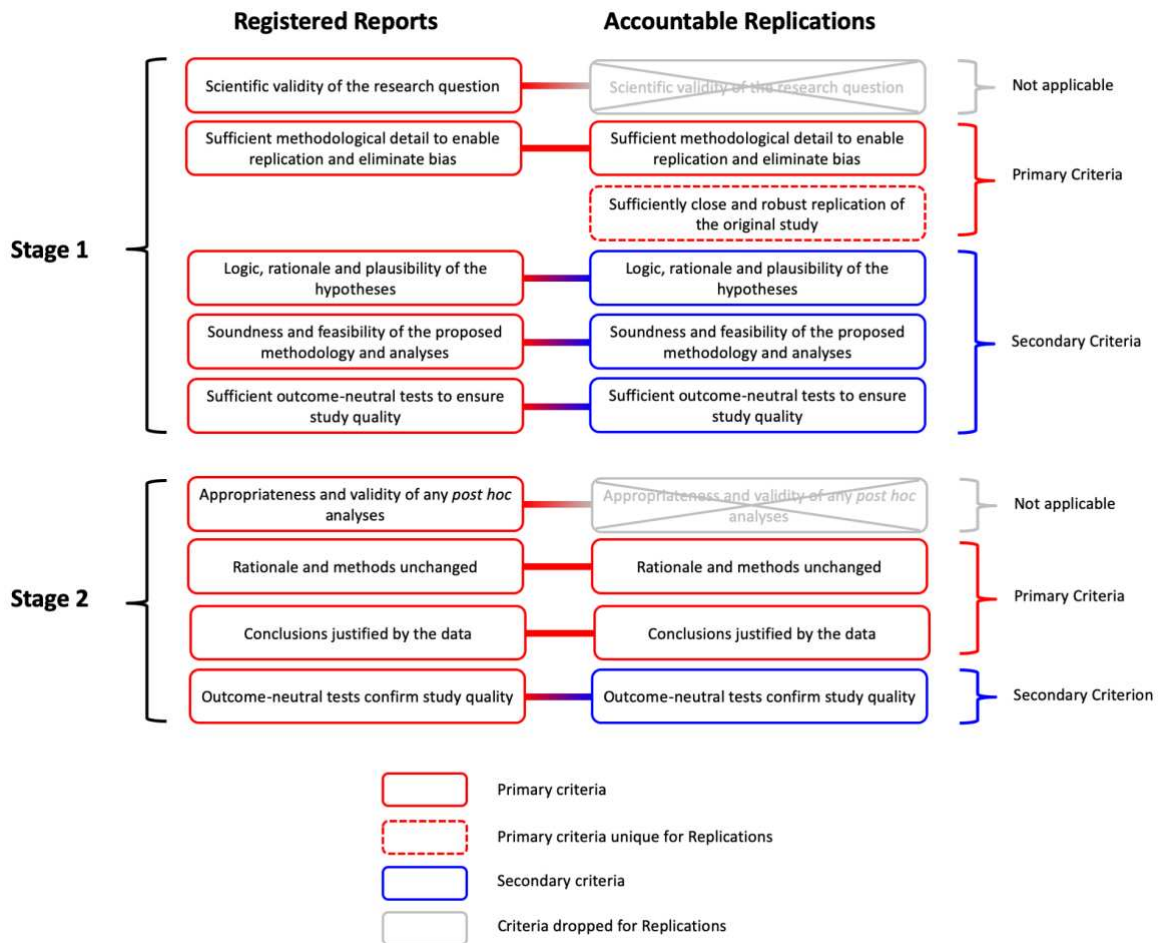 Registered Reports
Accountable Replications
Stage 1
Scientific validity of the research question
Scientific validity of the research question
Not applicable
Sufficient methodological detail to enable
replication and eliminate bias
Sufficient methodological detail to enable
replication and eliminate bias
Sufficiently close and robust replication of
the original study
Primary Criteria
Logic, rationale and plausibility of the
hypotheses
Logic, rationale and plausibility of the
hypotheses
Soundness and feasibility of the proposed
methodology and analyses
Soundness and feasibility of the proposed
methodology and analyses
Sufficient outcome-neutral tests to ensure
study quality
Sufficient outcome-neutral tests to ensure
study quality
Secondary Criteria
Stage 2
Appropriateness and validity of any post hoc
analyses
Appropriateness and validity of any post hoc
analyses
Not applicable
Rationale and methods unchanged
Rationale and methods unchanged
Conclusions justified by the data
Conclusions justified by the data
Primary Criteria
Outcome-neutral tests confirm study quality
Outcome-neutral tests confirm study quality
Secondary Criterion
Primary criteria
Primary criteria unique for Replications
Secondary criteria
Criteria dropped for Replications